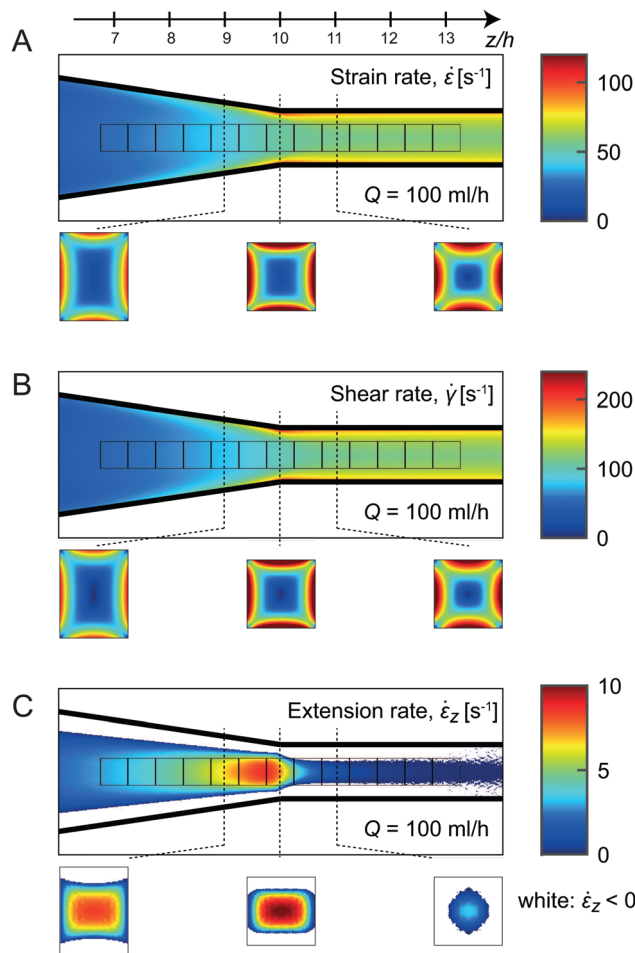 7 8 9 10 11 12 13 z/h
A
Strain rate, ε̇ [s⁻¹]
Q = 100 ml/h
100
50
0
B
Shear rate, γ̇ [s⁻¹]
Q = 100 ml/h
200
100
0
C
Extension rate, ε̇z [s⁻¹]
Q = 100 ml/h
10
5
0
white: ε̇z < 0